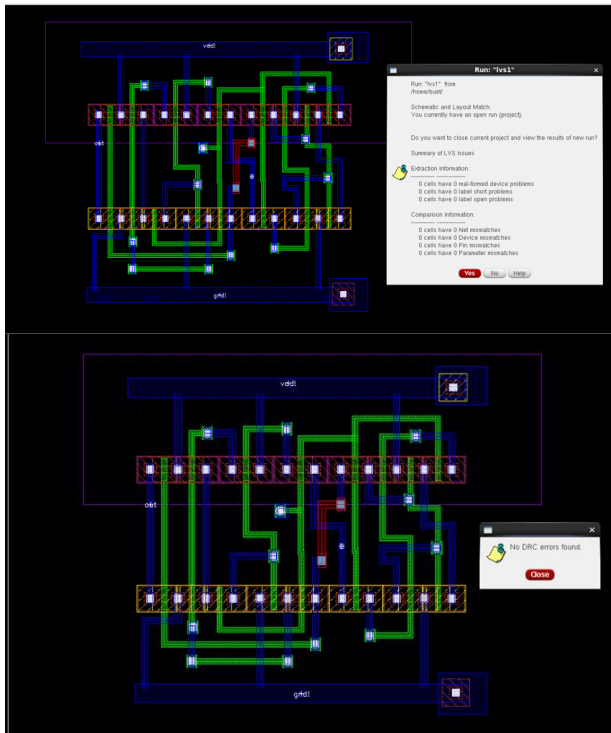 vdd!
out
gnd!
Run: "lvs1"
Run: "lvs1" from
/home/buet/
Schematic and Layout Match.
You currently have an open run (project).
Do you want to close current project and view the results of new run?
Summary of LVS Issues
Extraction Information:
0 cells have 0 mal-formed device problems
0 cells have 0 label short problems
0 cells have 0 label open problems
Comparison Information:
0 cells have 0 Net mismatches
0 cells have 0 Device mismatches
0 cells have 0 Pin mismatches
0 cells have 0 Parameter mismatches
Yes No Help
vdd!
out
gnd!
No DRC errors found.
Close